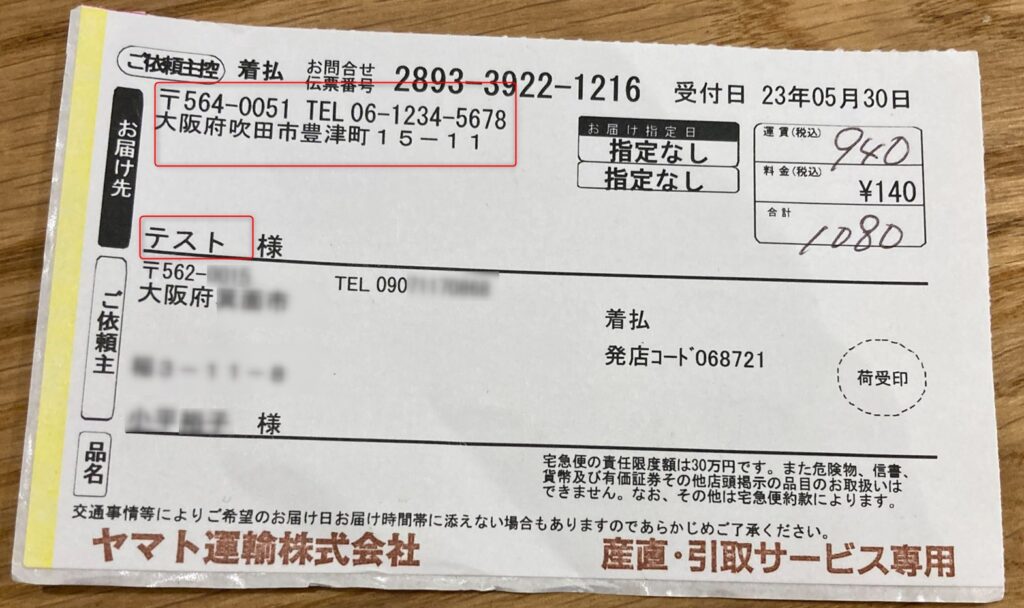 ご依頼主控 着払 お問合せ伝票番号 2893-3922-1216 受付日 23年05月30日
お届け先
〒564-0051 TEL 06-1234-5678
大阪府吹田市豊津町１５－１１
お届け指定日
指定なし
指定なし
運賃(税込) 940
料金(税込) ¥140
合計 1080
テスト 様
ご依頼主
〒562-
TEL 090
大阪府
様
着払
発店コード068721
荷受印
品名
宅急便の責任限度額は30万円です。また危険物、信書、
貨幣及び有価証券その他店頭掲示の品目のお取扱いは
できません。なお、その他は宅急便約款によります。
交通事情等によりご希望のお届け日お届け時間帯に添えない場合もありますのであらかじめご了承ください。
ヤマト運輸株式会社 産直・引取サービス専用